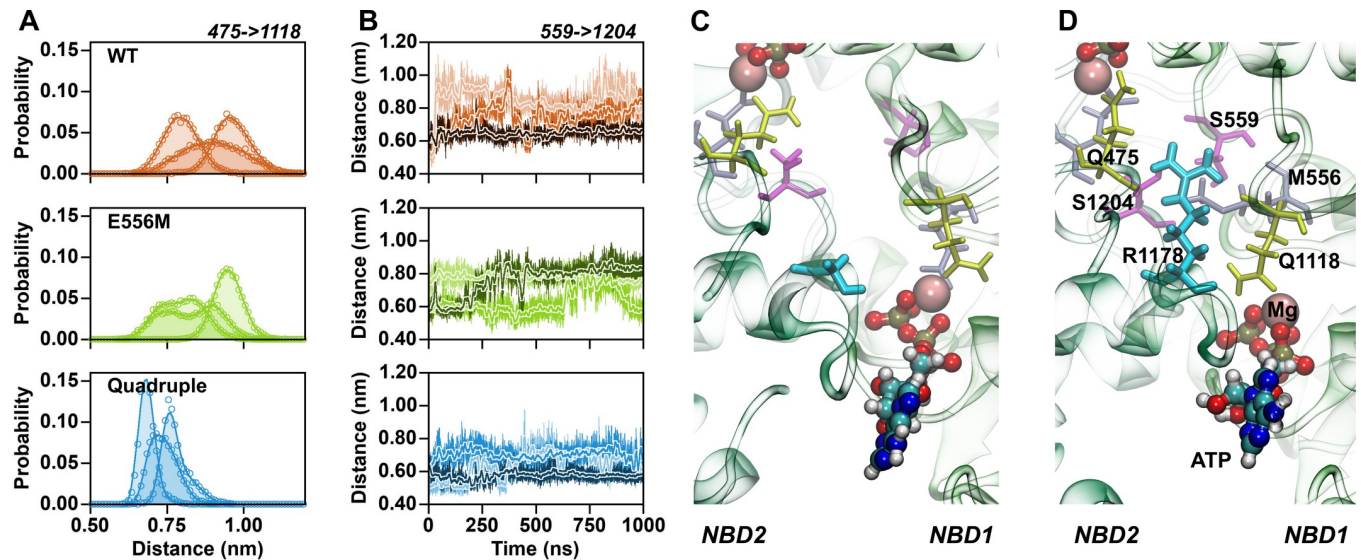 A
475->1118
WT
0.15
0.10
0.05
0.00
Probability
E556M
0.15
0.10
0.05
0.00
Probability
Quadruple
0.15
0.10
0.05
0.00
Probability
0.50
0.75
1.00
Distance (nm)
B
559->1204
1.20
1.00
0.80
0.60
0.40
Distance (nm)
1.20
1.00
0.80
0.60
0.40
Distance (nm)
1.20
1.00
0.80
0.60
0.40
Distance (nm)
0
250
500
750
1000
Time (ns)
C
NBD2
NBD1
D
S559
Q475
M556
S1204
R1178
Q1118
Mg
ATP
NBD2
NBD1